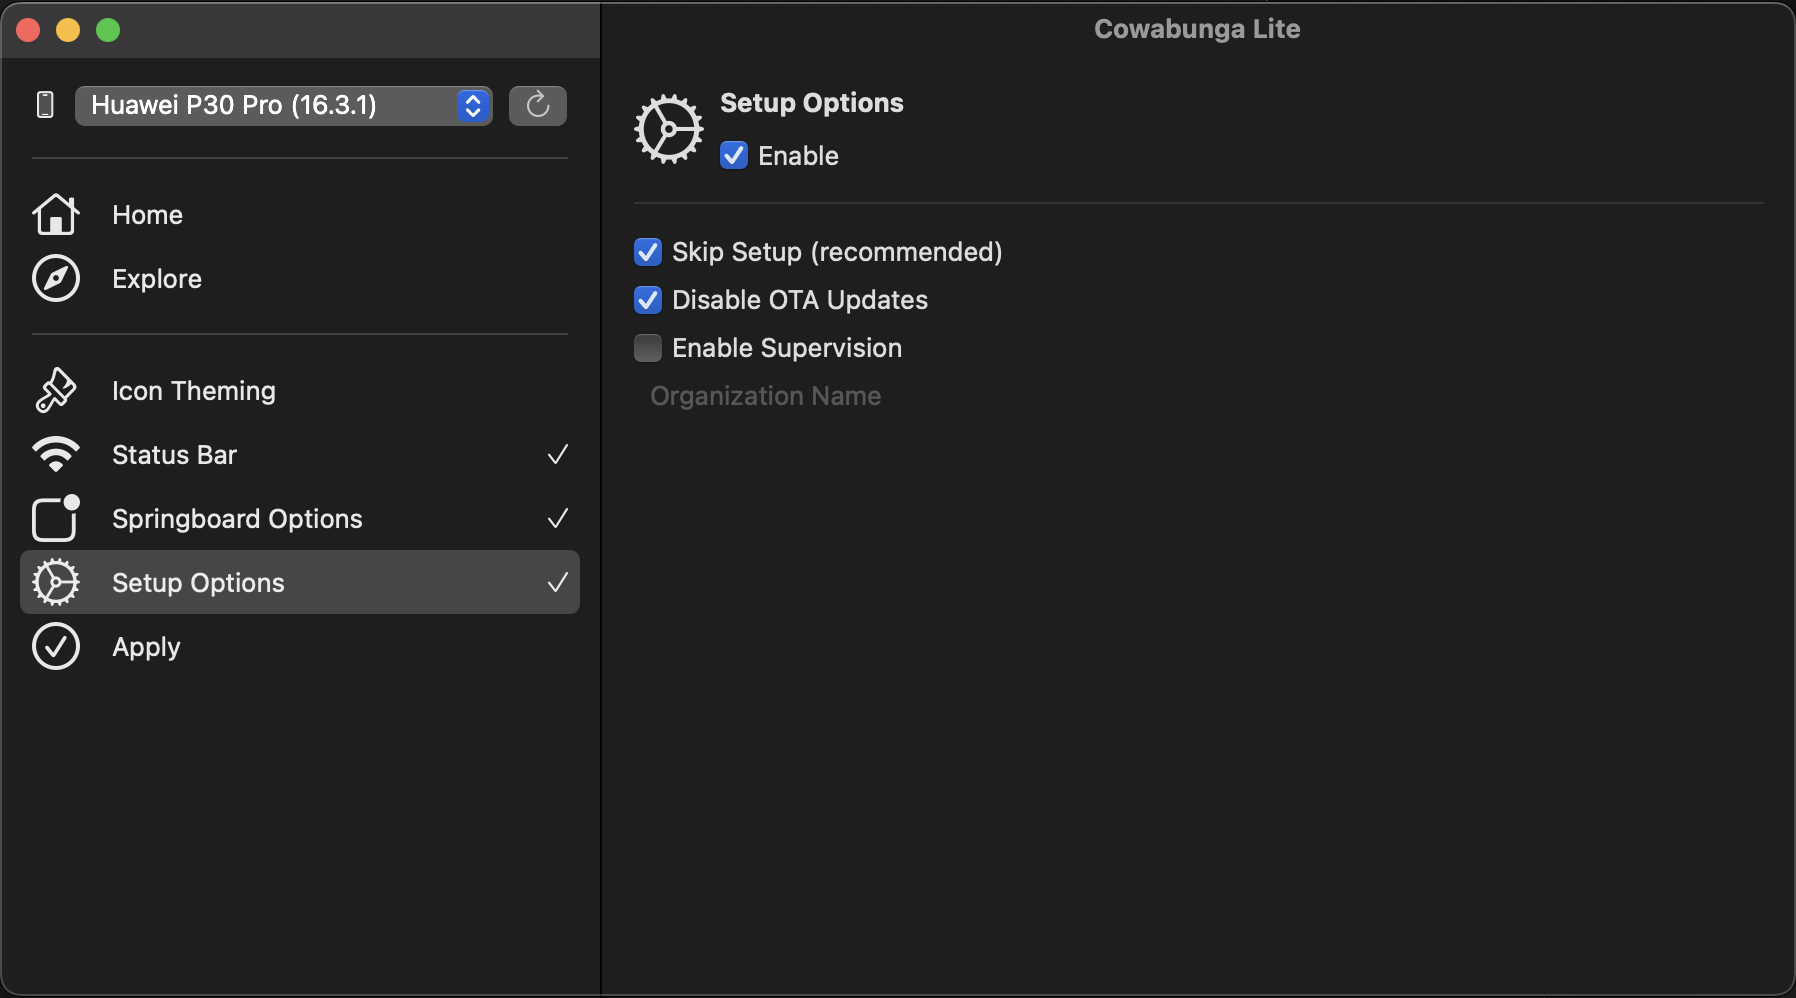 Cowabunga Lite
Huawei P30 Pro (16.3.1)
Home
Explore
Icon Theming
Status Bar
Springboard Options
Setup Options
Apply
Setup Options
Enable
Skip Setup (recommended)
Disable OTA Updates
Enable Supervision
Organization Name